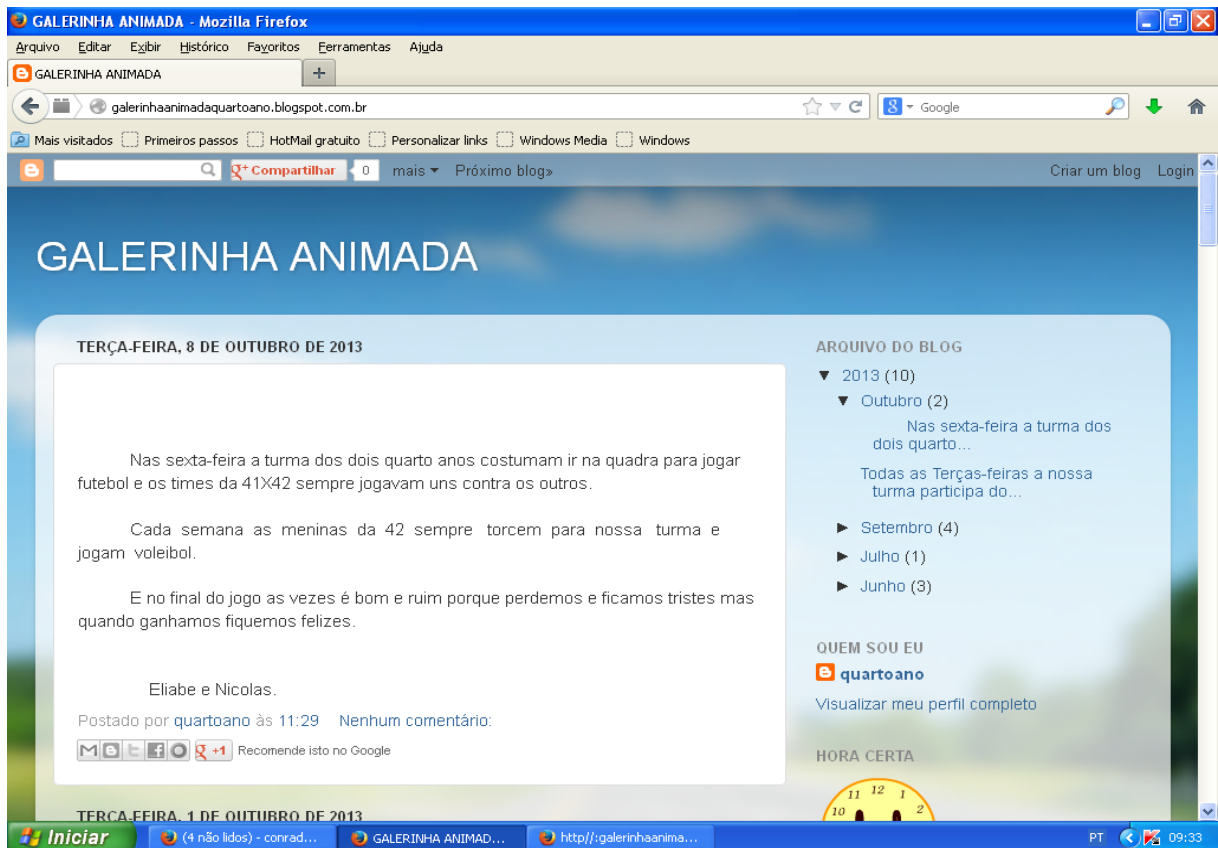 GALERINHA ANIMADA - Mozilla Firefox
Arquivo Editar Exibir Histórico Favoritos Ferramentas Ajuda
GALERINHA ANIMADA +
galerinhaanimadaquartoano.blogspot.com.br
8 Google
Mais visitados Primeiros passos HotMail gratuito Personalizar links Windows Media Windows
g+ Compartilhar 0 mais Próximo blog» Criar um blog Login
GALERINHA ANIMADA
TERÇA-FEIRA, 8 DE OUTUBRO DE 2013
Nas sexta-feira a turma dos dois quarto anos costumam ir na quadra para jogar
futebol e os times da 41X42 sempre jogavam uns contra os outros.
Cada semana as meninas da 42 sempre torcem para nossa turma e
jogam voleibol.
E no final do jogo as vezes é bom e ruim porque perdemos e ficamos tristes mas
quando ganhamos fiquemos felizes.
Eliabe e Nicolas.
Postado por quartoano às 11:29 Nenhum comentário:
g +1 Recomende isto no Google
TERÇA-FEIRA, 1 DE OUTUBRO DE 2013
ARQUIVO DO BLOG
▼ 2013 (10)
▼ Outubro (2)
Nas sexta-feira a turma dos
dois quarto...
Todas as Terças-feiras a nossa
turma participa do...
► Setembro (4)
► Julho (1)
► Junho (3)
QUEM SOU EU
quartoano
Visualizar meu perfil completo
HORA CERTA
11 12 1
10 2
Iniciar (4 não lidos) - conrad... GALERINHA ANIMAD... http//:galerinhaanima... PT 09:33